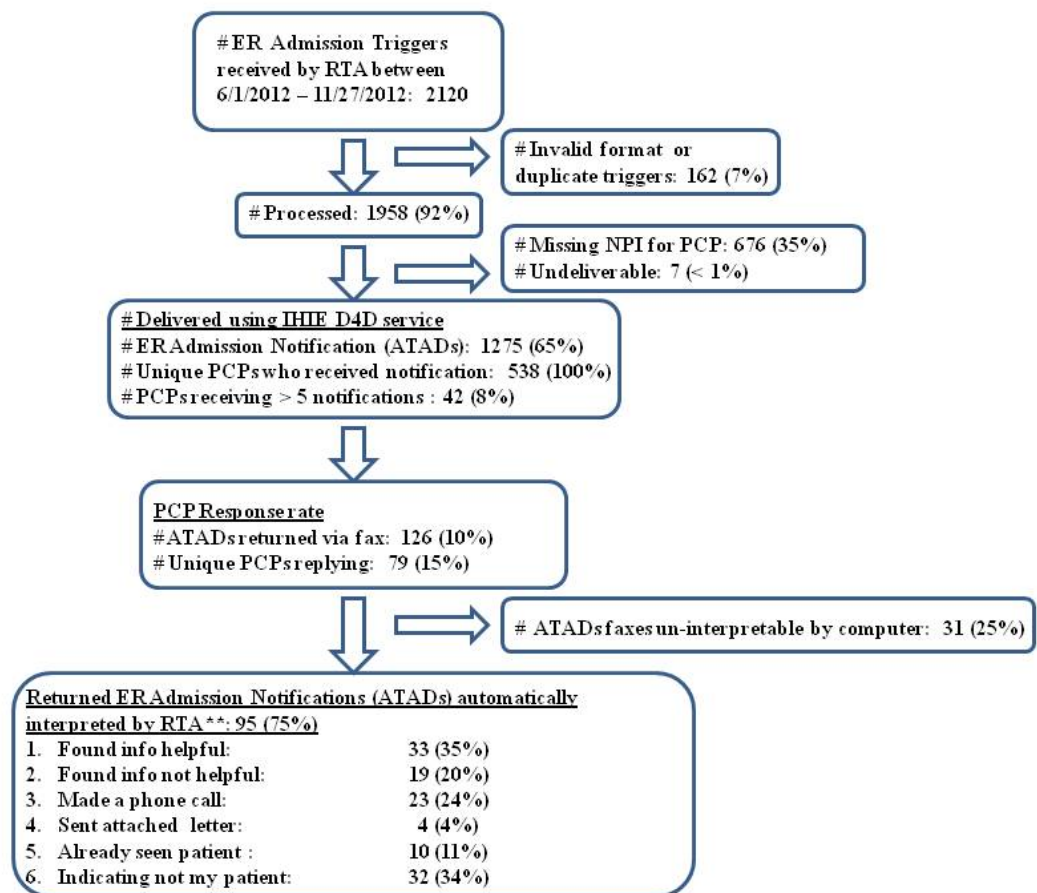 # ER Admission Triggers
received by RTA between
6/1/2012 – 11/27/2012: 2120
# Invalid format or
duplicate triggers: 162 (7%)
# Processed: 1958 (92%)
# Missing NPI for PCP: 676 (35%)
# Undeliverable: 7 (< 1%)
# Delivered using IHIE D4D service
# ER Admission Notification (ATADs): 1275 (65%)
# Unique PCPs who received notification: 538 (100%)
# PCPs receiving > 5 notifications : 42 (8%)
PCP Response rate
# ATADs returned via fax: 126 (10%)
# Unique PCPs replying: 79 (15%)
# ATADs faxes un-interpretable by computer: 31 (25%)
Returned ER Admission Notifications (ATADs) automatically
interpreted by RTA**: 95 (75%)
1. Found info helpful: 33 (35%)
2. Found info not helpful: 19 (20%)
3. Made a phone call: 23 (24%)
4. Sent attached letter: 4 (4%)
5. Already seen patient : 10 (11%)
6. Indicating not my patient: 32 (34%)